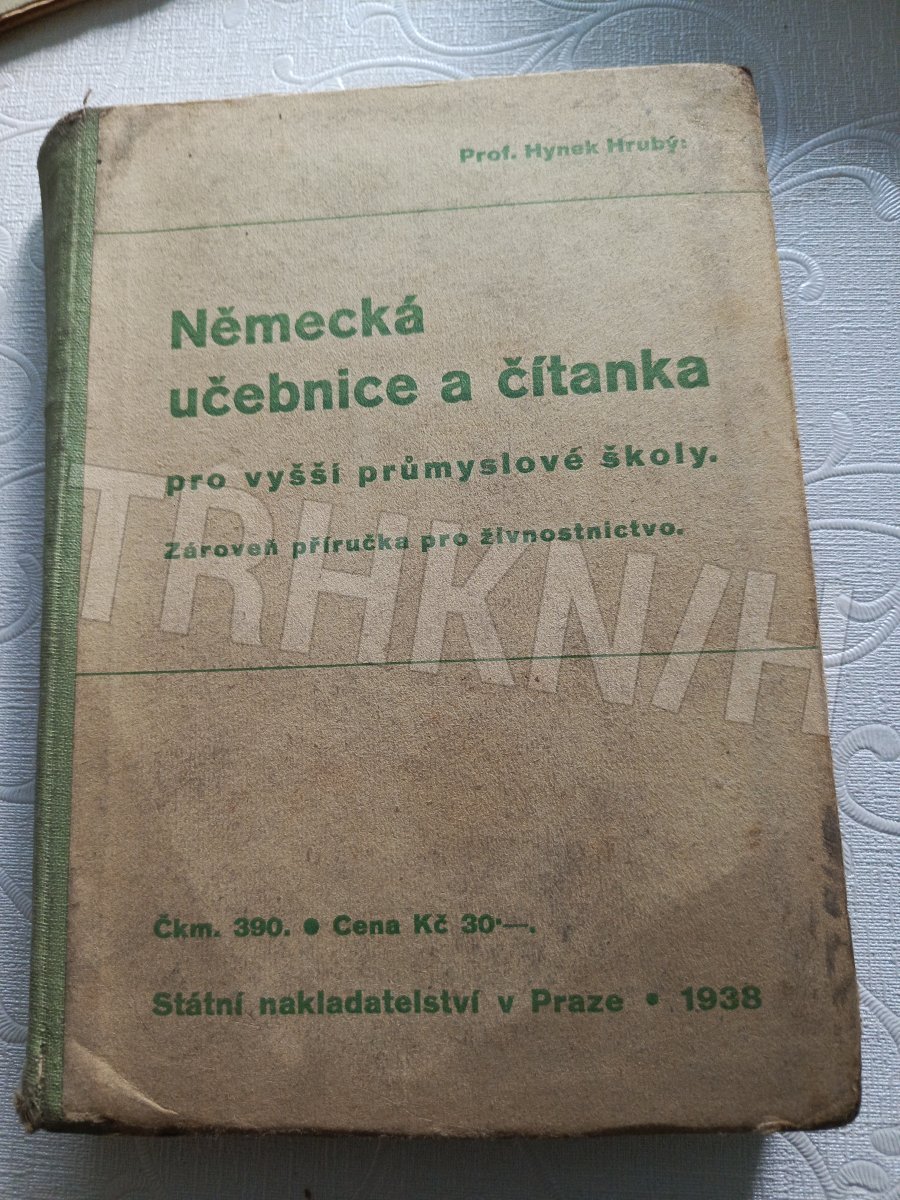 Prof. Hynek Hrubý:
Německá
učebnice a čítanka
pro vyšší průmyslové školy.
Zároveň příručka pro živnostnictvo.
TRHKNIH
Čkm. 390. • Cena Kč 30·—.
Státní nakladatelství v Praze • 1938